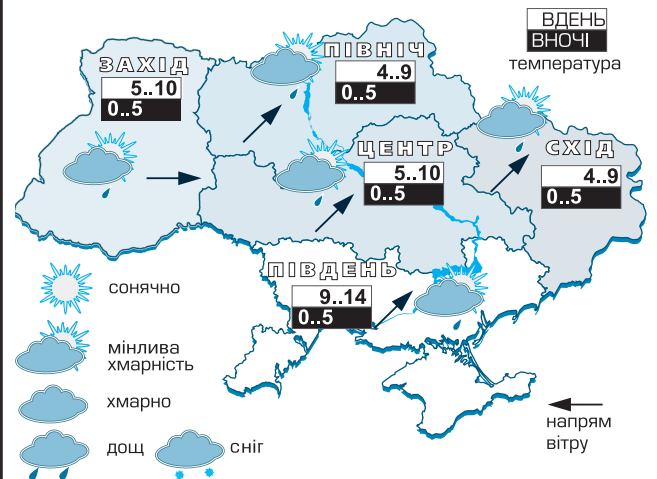 ВДЕНЬ
ВНОЧІ
температура
ЗАХІД
5..10
0..5
ПІВНІЧ
4..9
0..5
ЦЕНТР
5..10
0..5
СХІД
4..9
0..5
ПІВДЕНЬ
9..14
0..5
сонячно
мінлива
хмарність
хмарно
дощ
сніг
напрям
вітру